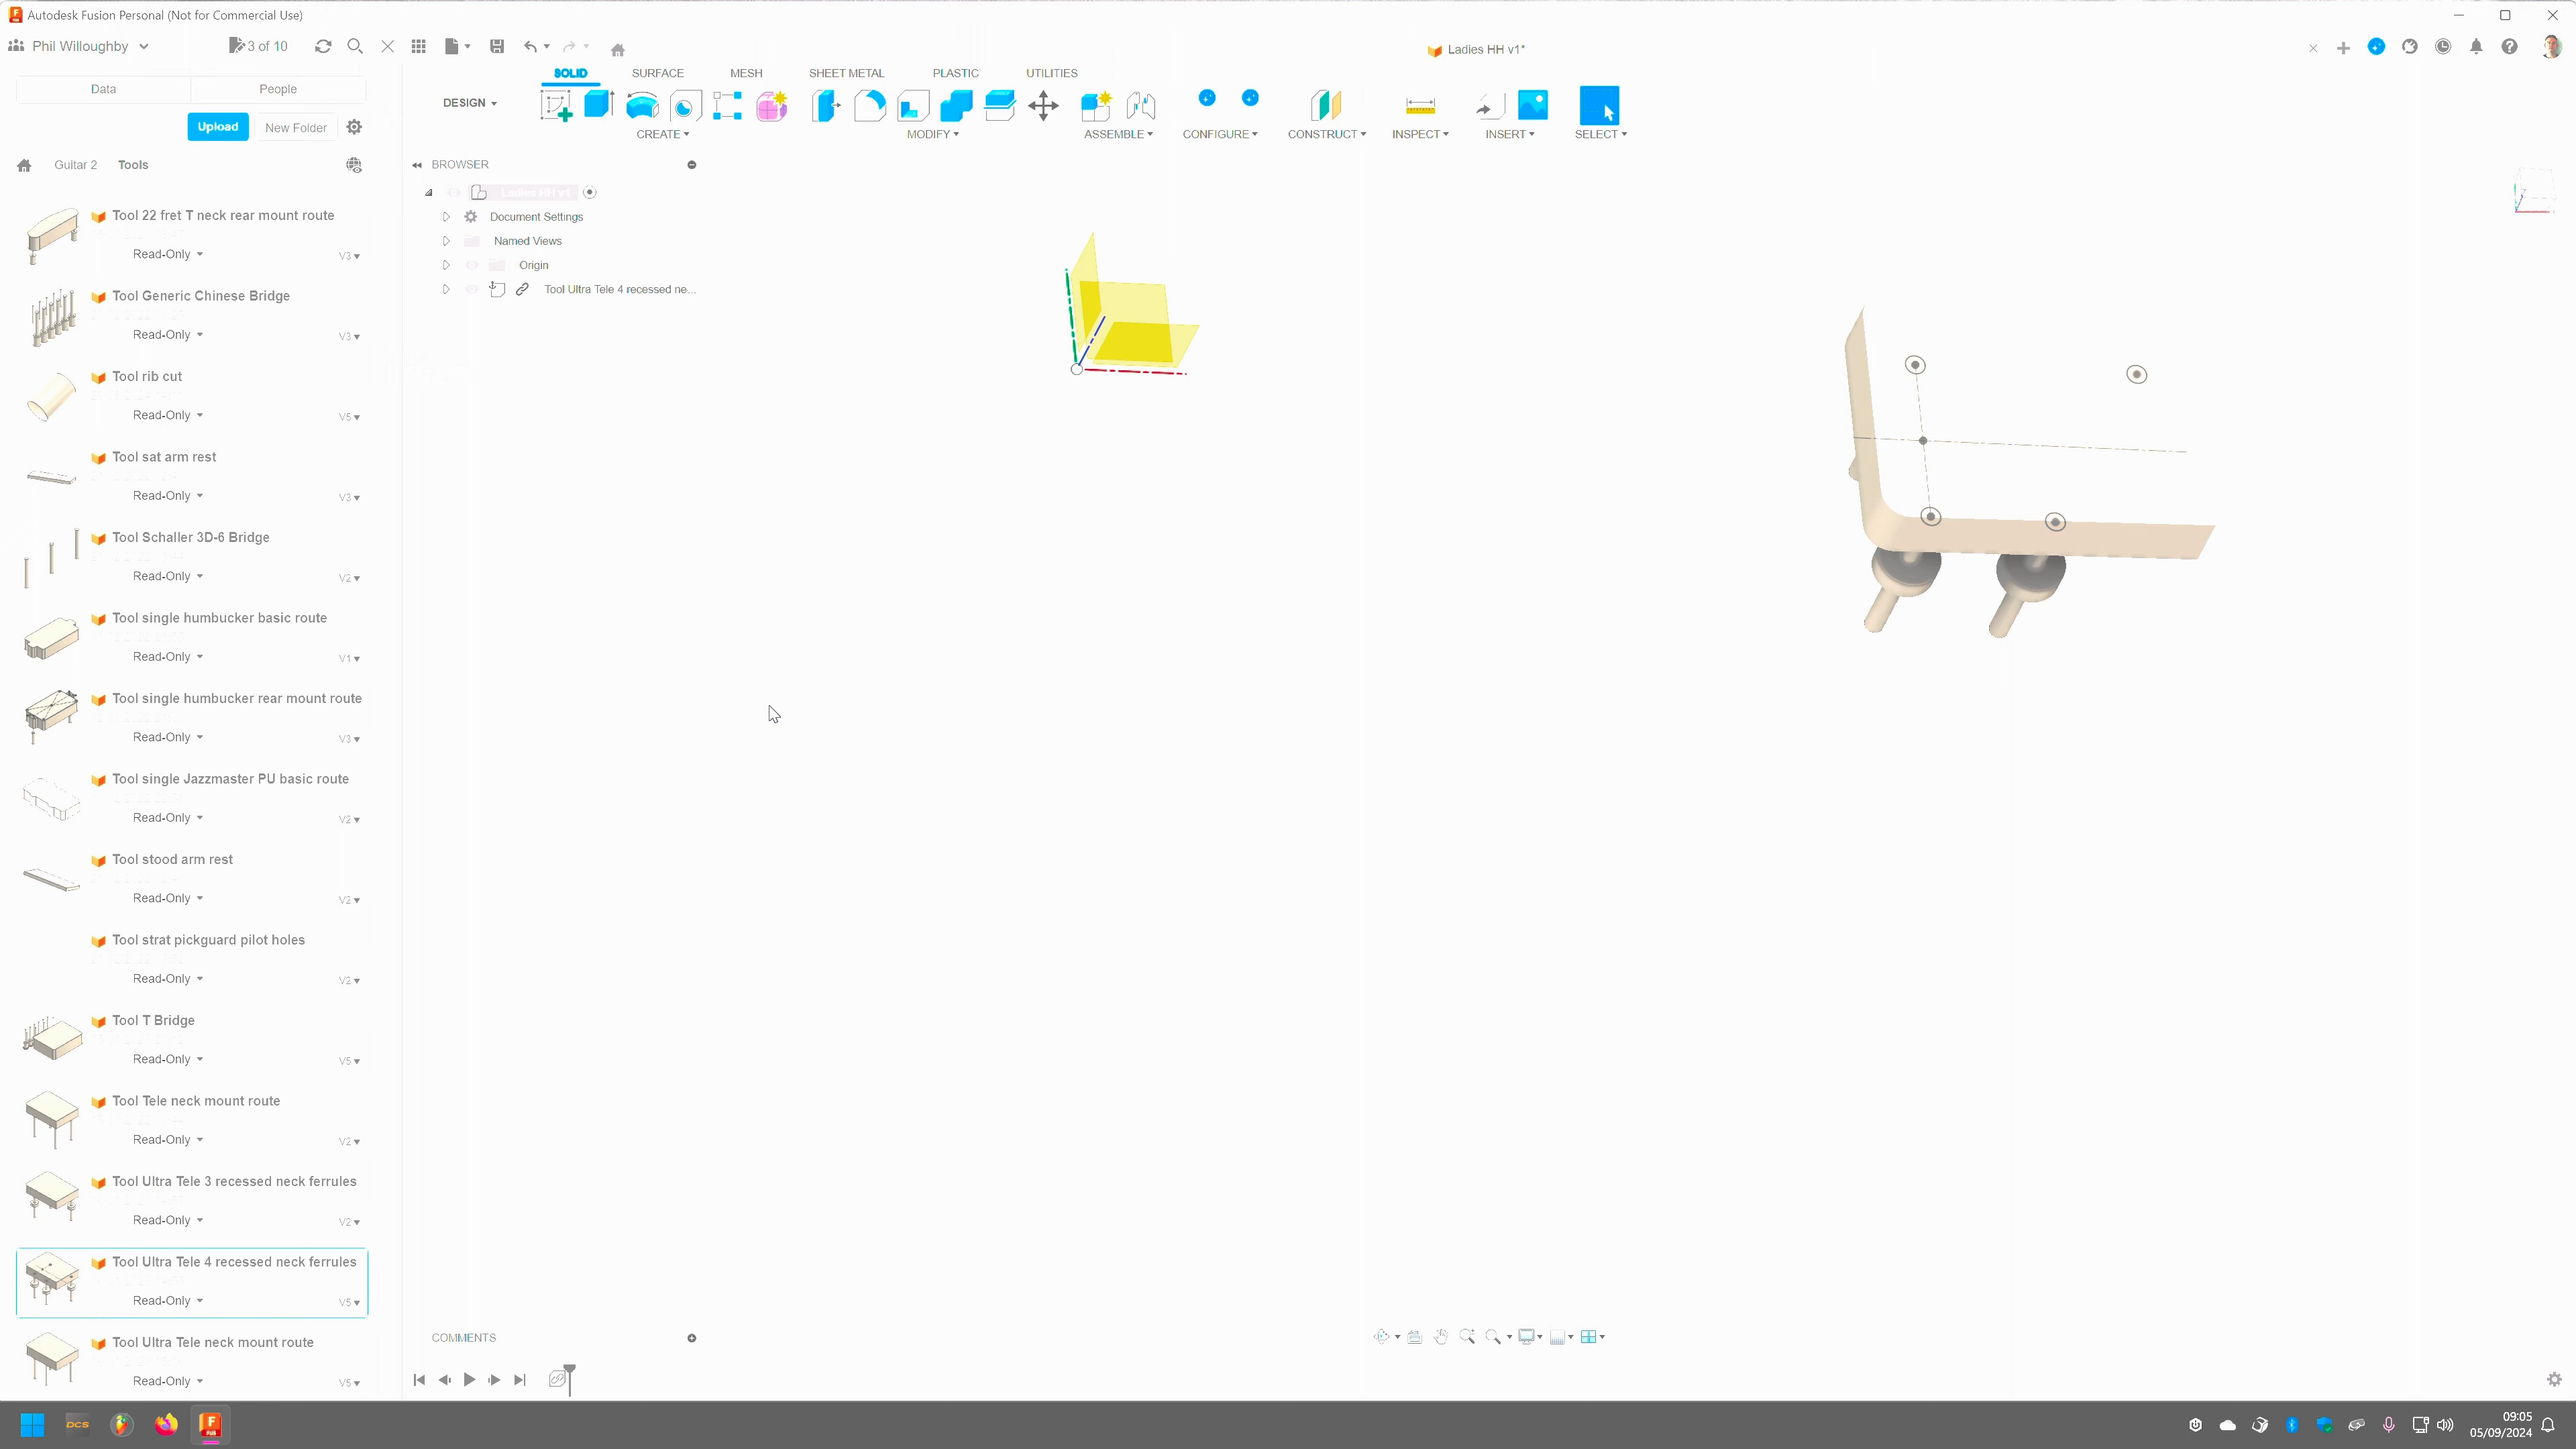 Autodesk Fusion Personal (Not for Commercial Use)
Phil Willoughby
3 of 10
Ladies HH v1*
Data
People
Upload
New Folder
Guitar 2
Tools
SOLID
SURFACE
MESH
SHEET METAL
PLASTIC
UTILITIES
DESIGN
CREATE
MODIFY
ASSEMBLE
CONFIGURE
CONSTRUCT
INSPECT
INSERT
SELECT
BROWSER
Ladies HH v1
Document Settings
Named Views
Origin
Tool Ultra Tele 4 recessed ne...
Tool 22 fret T neck rear mount route
Read-Only
V3
Tool Generic Chinese Bridge
Read-Only
V3
Tool rib cut
Read-Only
V5
Tool sat arm rest
Read-Only
V3
Tool Schaller 3D-6 Bridge
Read-Only
V2
Tool single humbucker basic route
Read-Only
V1
Tool single humbucker rear mount route
Read-Only
V3
Tool single Jazzmaster PU basic route
Read-Only
V2
Tool stood arm rest
Read-Only
V2
Tool strat pickguard pilot holes
Read-Only
V2
Tool T Bridge
Read-Only
V5
Tool Tele neck mount route
Read-Only
V2
Tool Ultra Tele 3 recessed neck ferrules
Read-Only
V2
Tool Ultra Tele 4 recessed neck ferrules
Read-Only
V5
Tool Ultra Tele neck mount route
Read-Only
V5
COMMENTS
DCS
F
FUS
09:05
05/09/2024